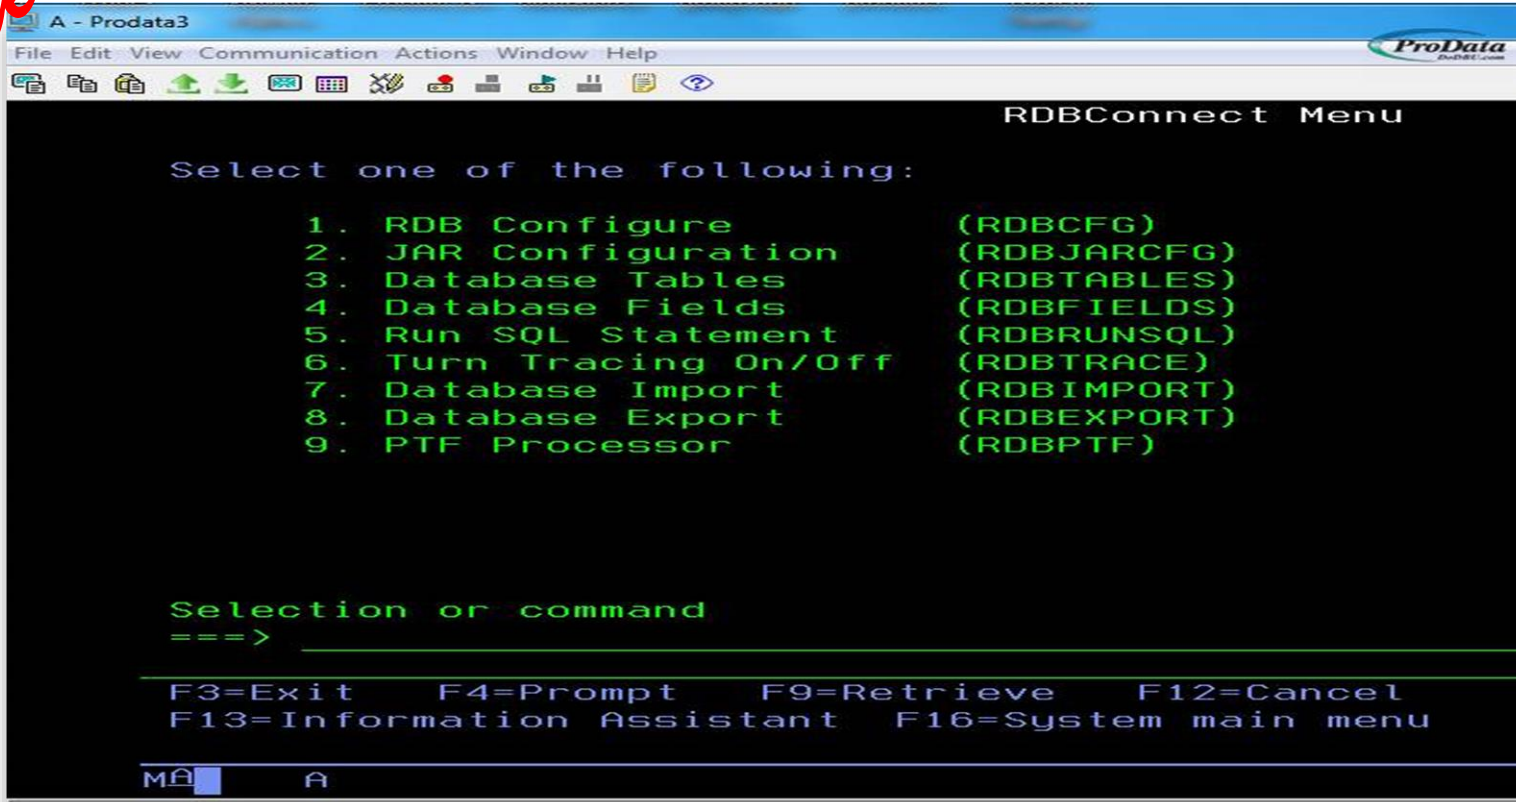 A - Prodata3
File Edit View Communication Actions Window Help
ProData
RDBConnect Menu
Select one of the following:
1. RDB Configure (RDBCFG)
2. JAR Configuration (RDBJARCFG)
3. Database Tables (RDBTABLES)
4. Database Fields (RDBFIELDS)
5. Run SQL Statement (RDBRUNSQL)
6. Turn Tracing On/Off (RDBTRACE)
7. Database Import (RDBIMPORT)
8. Database Export (RDBEXPORT)
9. PTF Processor (RDBPTF)
Selection or command
===>
F3=Exit F4=Prompt F9=Retrieve F12=Cancel
F13=Information Assistant F16=System main menu
MA A